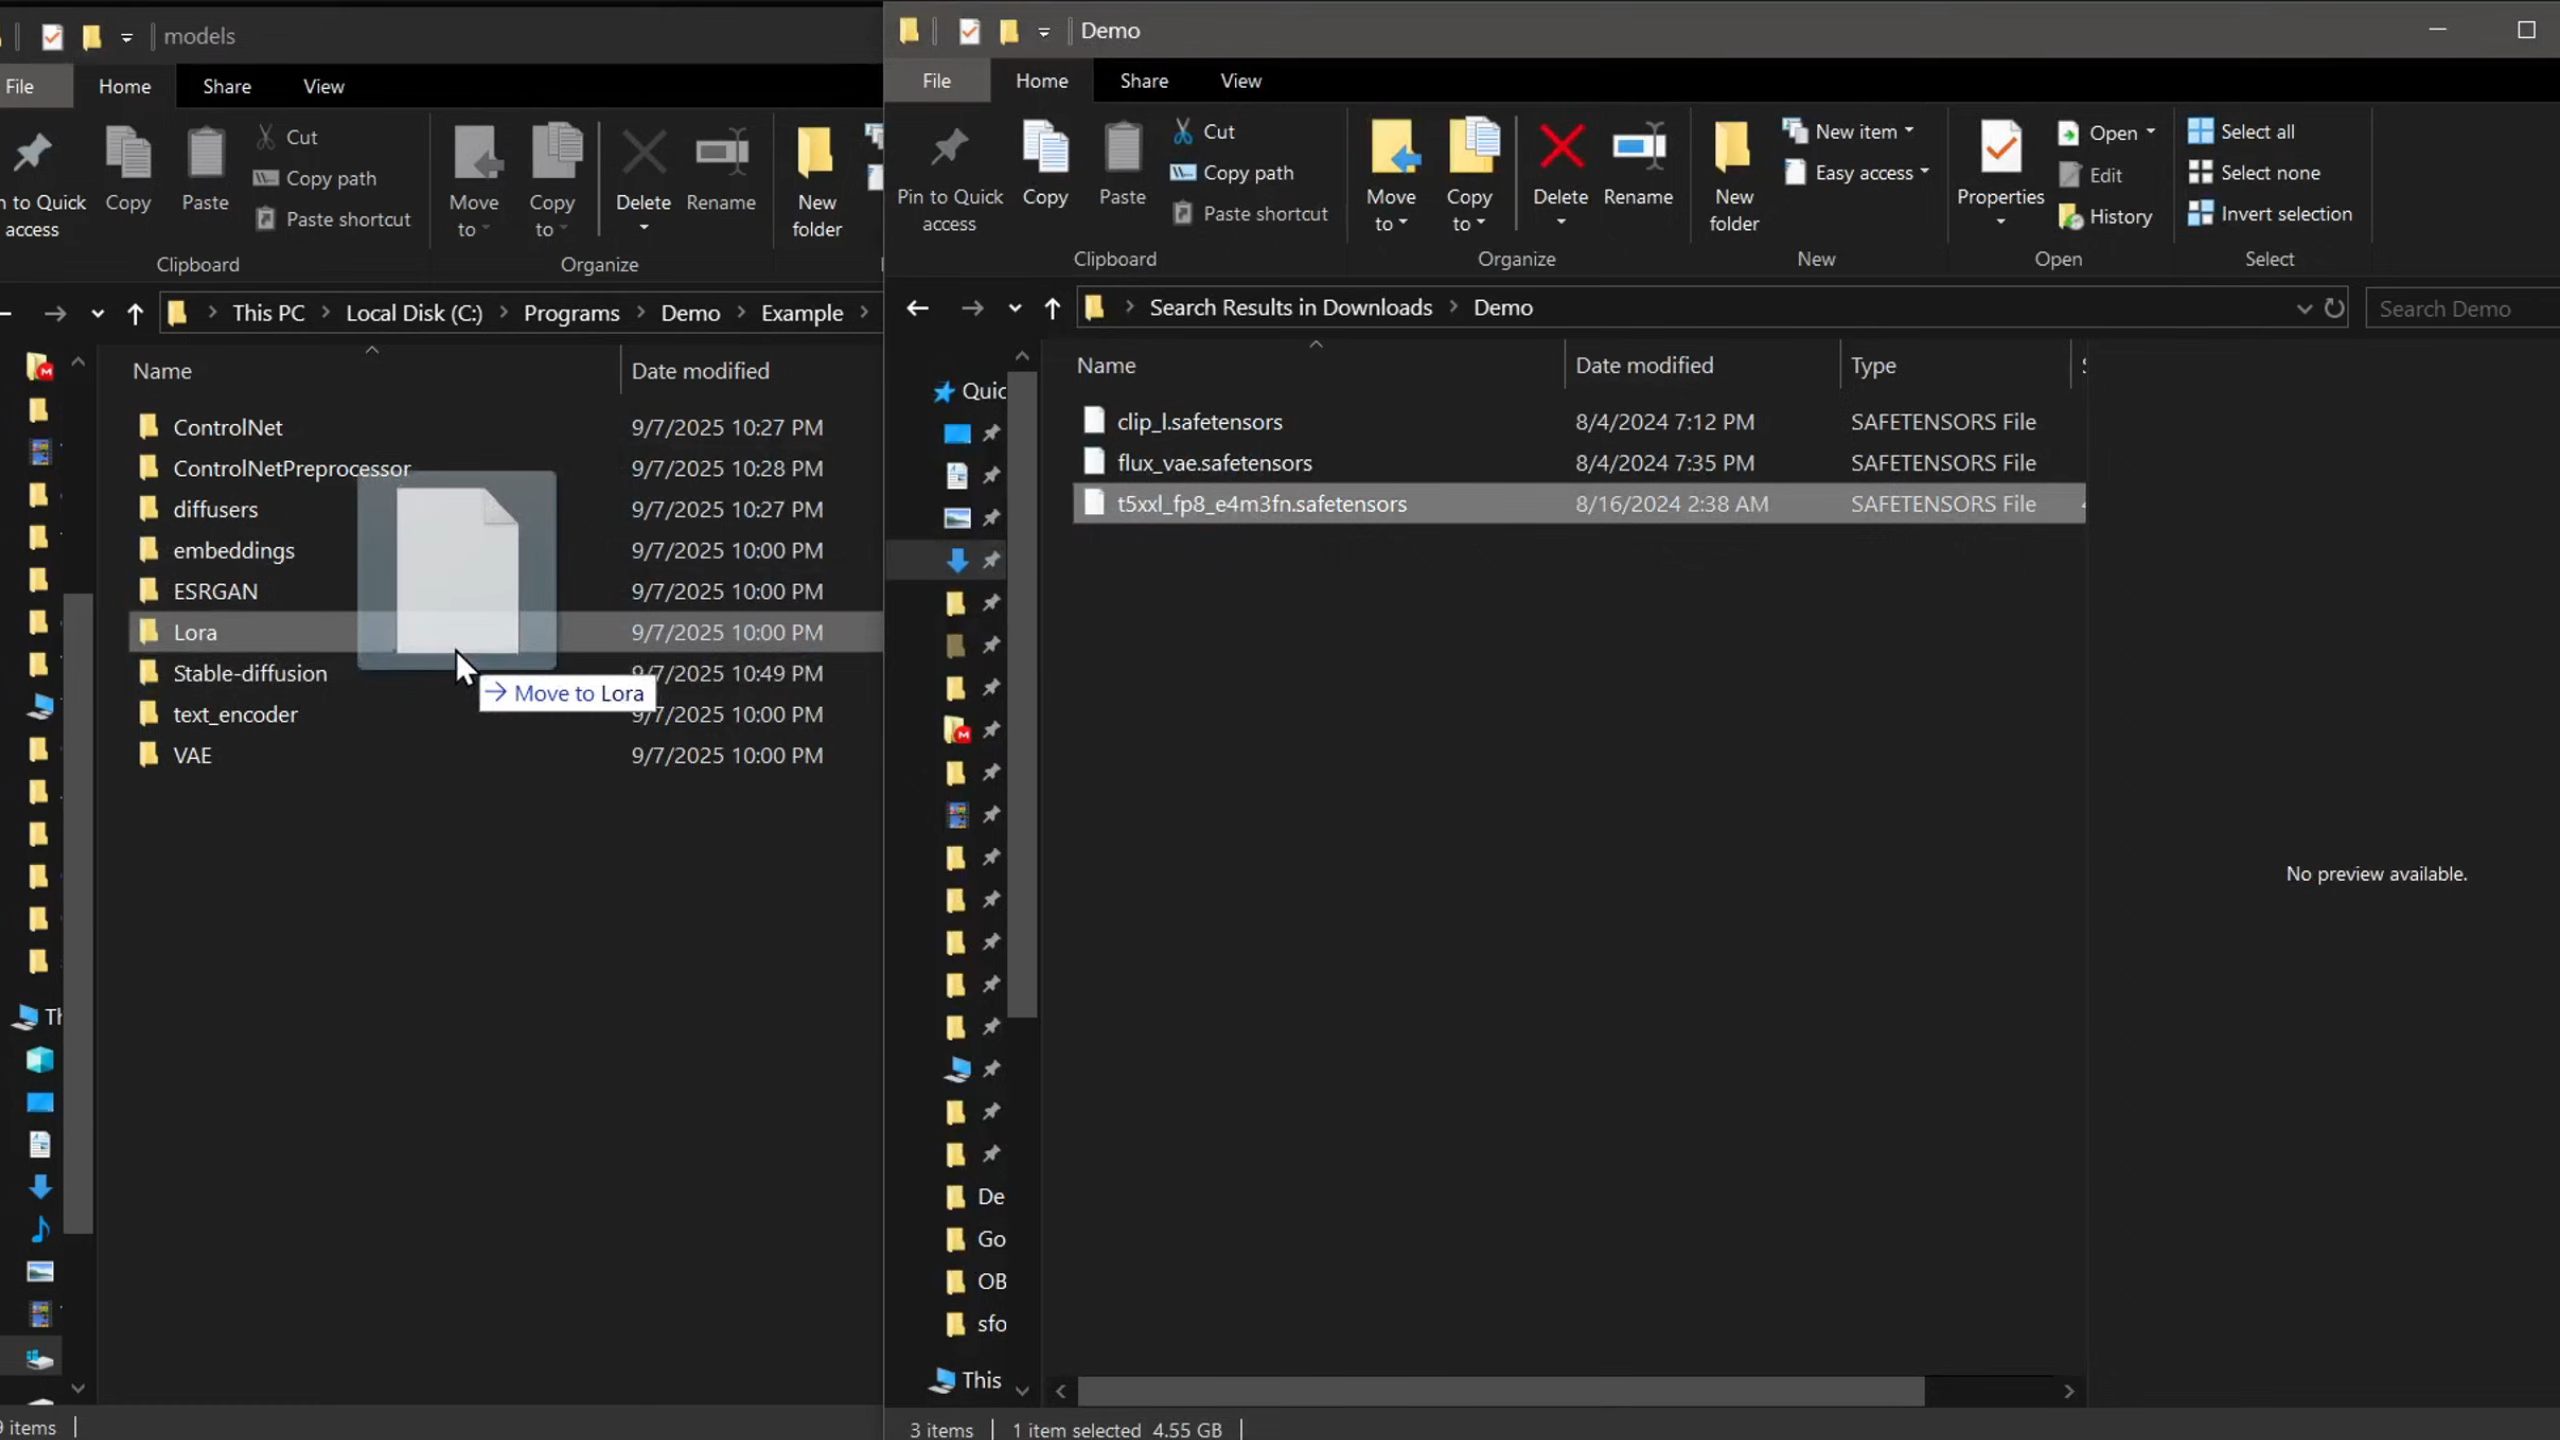 models
File Home Share View
n to Quick access
Copy
Paste
Cut
Copy path
Paste shortcut
Move to
Copy to
Delete
Rename
New folder
Clipboard Organize
This PC Local Disk (C:) Programs Demo Example
Name Date modified
ControlNet 9/7/2025 10:27 PM
ControlNetPreprocessor 9/7/2025 10:28 PM
diffusers 9/7/2025 10:27 PM
embeddings 9/7/2025 10:00 PM
ESRGAN 9/7/2025 10:00 PM
Lora 9/7/2025 10:00 PM
Stable-diffusion 9/7/2025 10:49 PM
Move to Lora
text_encoder 9/7/2025 10:00 PM
VAE 9/7/2025 10:00 PM
Th
9 items
Demo
File Home Share View
Pin to Quick access
Copy
Paste
Cut
Copy path
Paste shortcut
Move to
Copy to
Delete
Rename
New folder
New item
Easy access
Properties
Open
Edit
History
Select all
Select none
Invert selection
Clipboard Organize New Open Select
Search Results in Downloads Demo
Search Demo
Name Date modified Type
clip_l.safetensors 8/4/2024 7:12 PM SAFETENSORS File
flux_vae.safetensors 8/4/2024 7:35 PM SAFETENSORS File
t5xxl_fp8_e4m3fn.safetensors 8/16/2024 2:38 AM SAFETENSORS File
Quic
De
Go
OB
sfo
This
No preview available.
3 items 1 item selected 4.55 GB